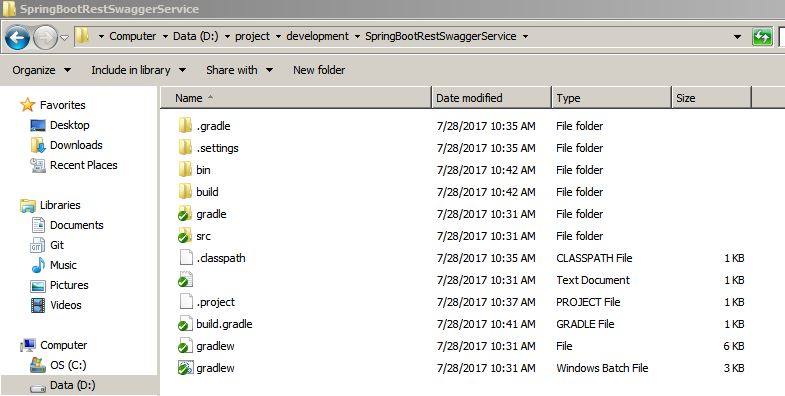 SpringBootRestSwaggerService
Computer Data (D:) project development SpringBootRestSwaggerService
Organize Include in library Share with New folder
Favorites
Desktop
Downloads
Recent Places
Libraries
Documents
Git
Music
Pictures
Videos
Computer
OS (C:)
Data (D:)
Name Date modified Type Size
.gradle 7/28/2017 10:35 AM File folder
.settings 7/28/2017 10:35 AM File folder
bin 7/28/2017 10:42 AM File folder
build 7/28/2017 10:42 AM File folder
gradle 7/28/2017 10:31 AM File folder
src 7/28/2017 10:31 AM File folder
.classpath 7/28/2017 10:35 AM CLASSPATH File 1 KB
7/28/2017 10:31 AM Text Document 1 KB
.project 7/28/2017 10:37 AM PROJECT File 1 KB
build.gradle 7/28/2017 10:41 AM GRADLE File 1 KB
gradlew 7/28/2017 10:31 AM File 6 KB
gradlew 7/28/2017 10:31 AM Windows Batch File 3 KB